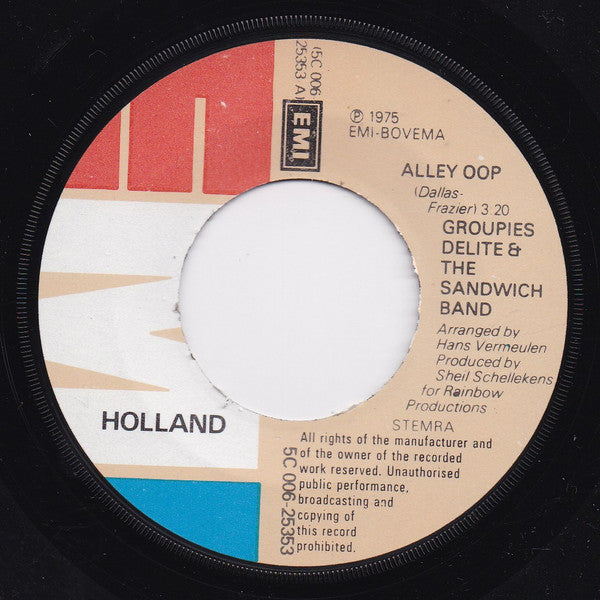 (5C 006
25353 A)
EMI
℗ 1975
EMI-BOVEMA
ALLEY OOP
(Dallas-
Frazier) 3.20
GROUPIES
DELITE &
THE
SANDWICH
BAND
Arranged by
Hans Vermeulen
Produced by
Sheil Schellekens
for Rainbow
Productions
STEMRA
HOLLAND
All rights of the manufacturer and
of the owner of the recorded
work reserved. Unauthorised
public performance,
broadcasting and
copying of
this record
prohibited.
5C 006-25353